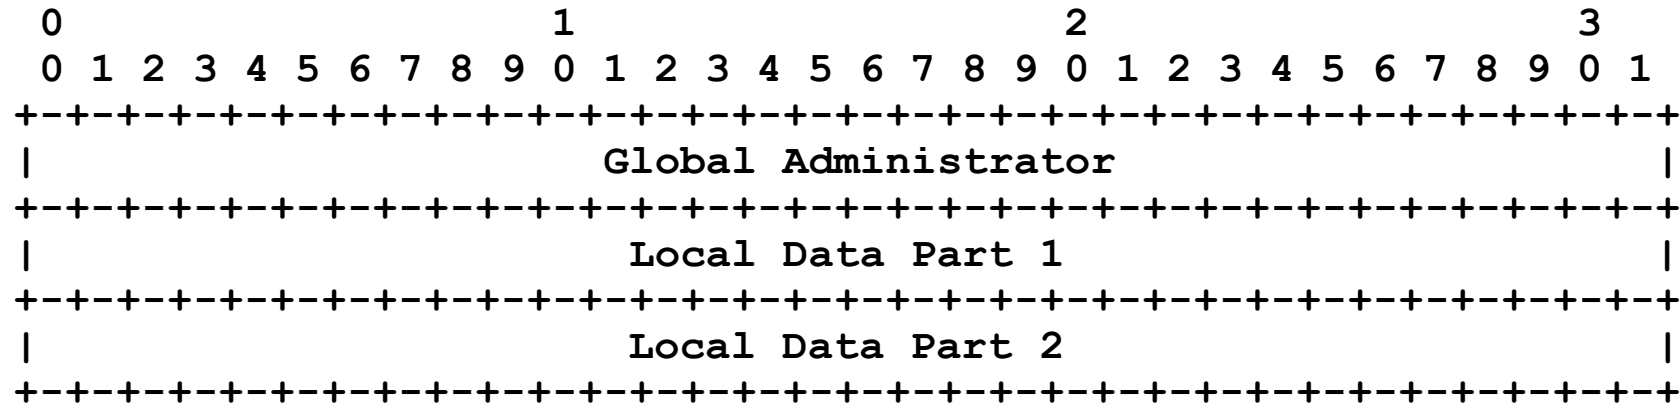 0                   1                   2                   3
 0 1 2 3 4 5 6 7 8 9 0 1 2 3 4 5 6 7 8 9 0 1 2 3 4 5 6 7 8 9 0 1
+-+-+-+-+-+-+-+-+-+-+-+-+-+-+-+-+-+-+-+-+-+-+-+-+-+-+-+-+-+-+-+-+
|                      Global Administrator                     |
+-+-+-+-+-+-+-+-+-+-+-+-+-+-+-+-+-+-+-+-+-+-+-+-+-+-+-+-+-+-+-+-+
|                       Local Data Part 1                       |
+-+-+-+-+-+-+-+-+-+-+-+-+-+-+-+-+-+-+-+-+-+-+-+-+-+-+-+-+-+-+-+-+
|                       Local Data Part 2                       |
+-+-+-+-+-+-+-+-+-+-+-+-+-+-+-+-+-+-+-+-+-+-+-+-+-+-+-+-+-+-+-+-+